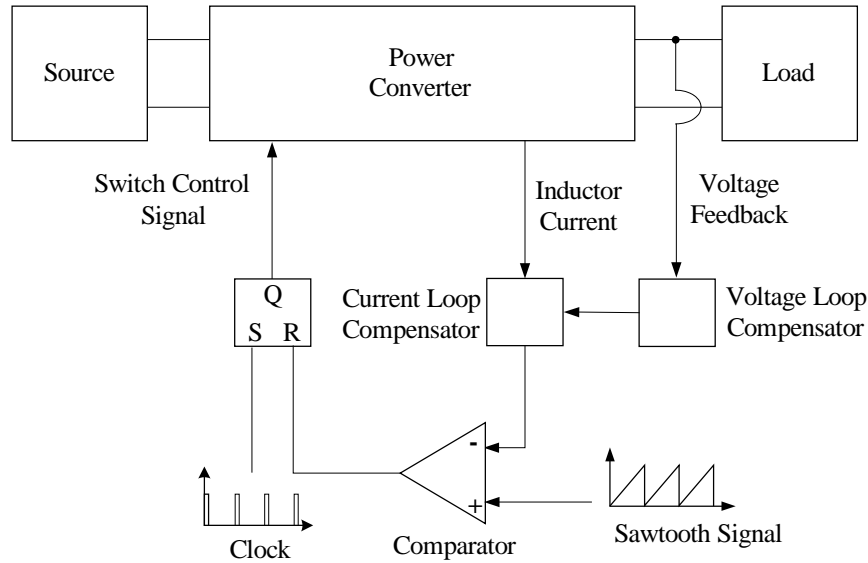 Source
Power
Converter
Load
Switch Control
Signal
Inductor
Current
Voltage
Feedback
Q
S R
Current Loop
Compensator
Voltage Loop
Compensator
-
+
Clock
Comparator
Sawtooth Signal